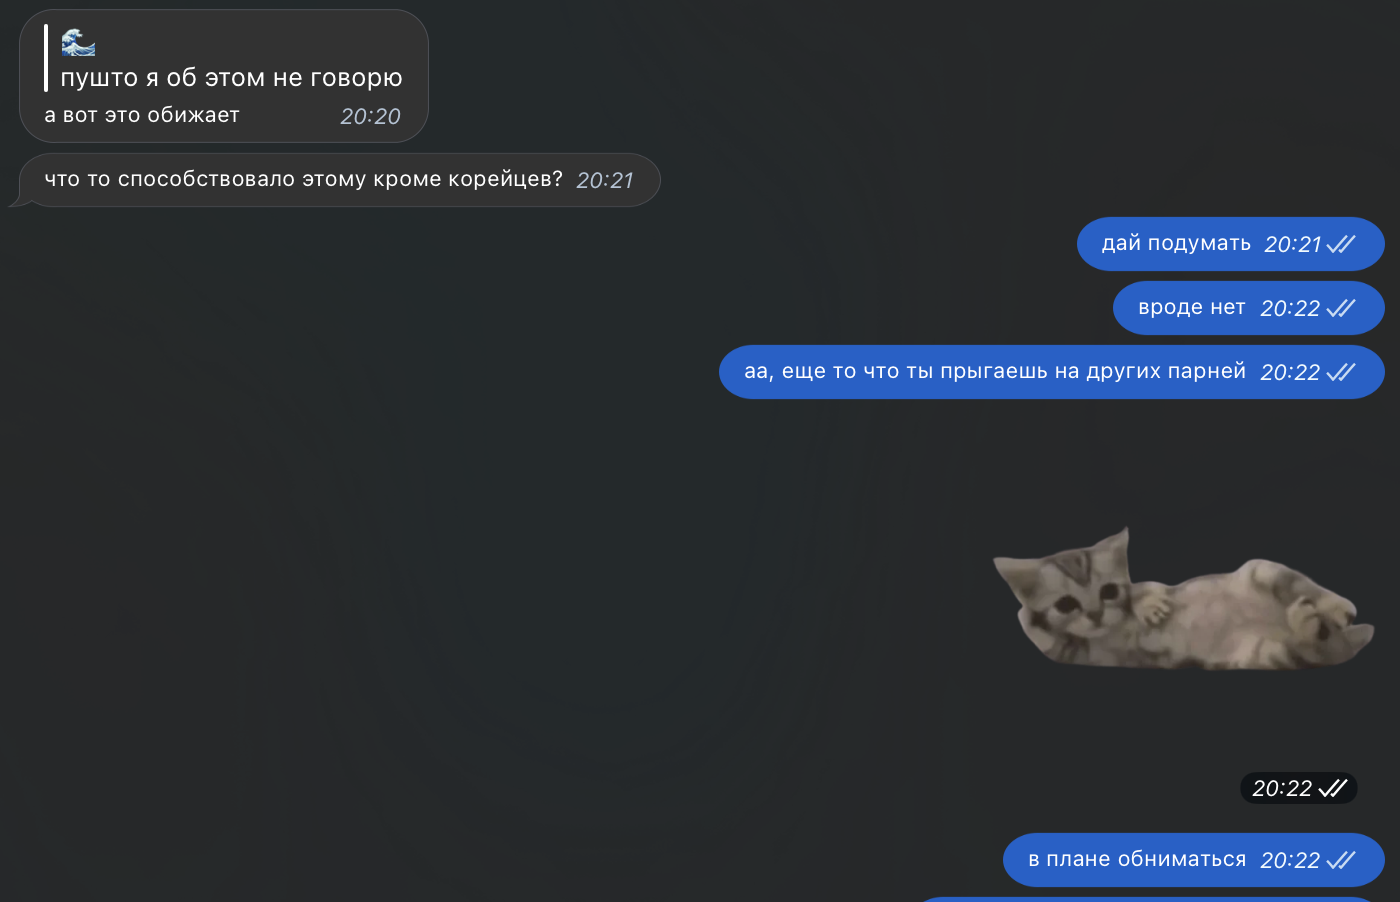 🌊
пушто я об этом не говорю
а вот это обижает 20:20
что то способствовало этому кроме корейцев? 20:21
дай подумать 20:21
вроде нет 20:22
аа, еще то что ты прыгаешь на других парней 20:22
20:22
в плане обниматься 20:22